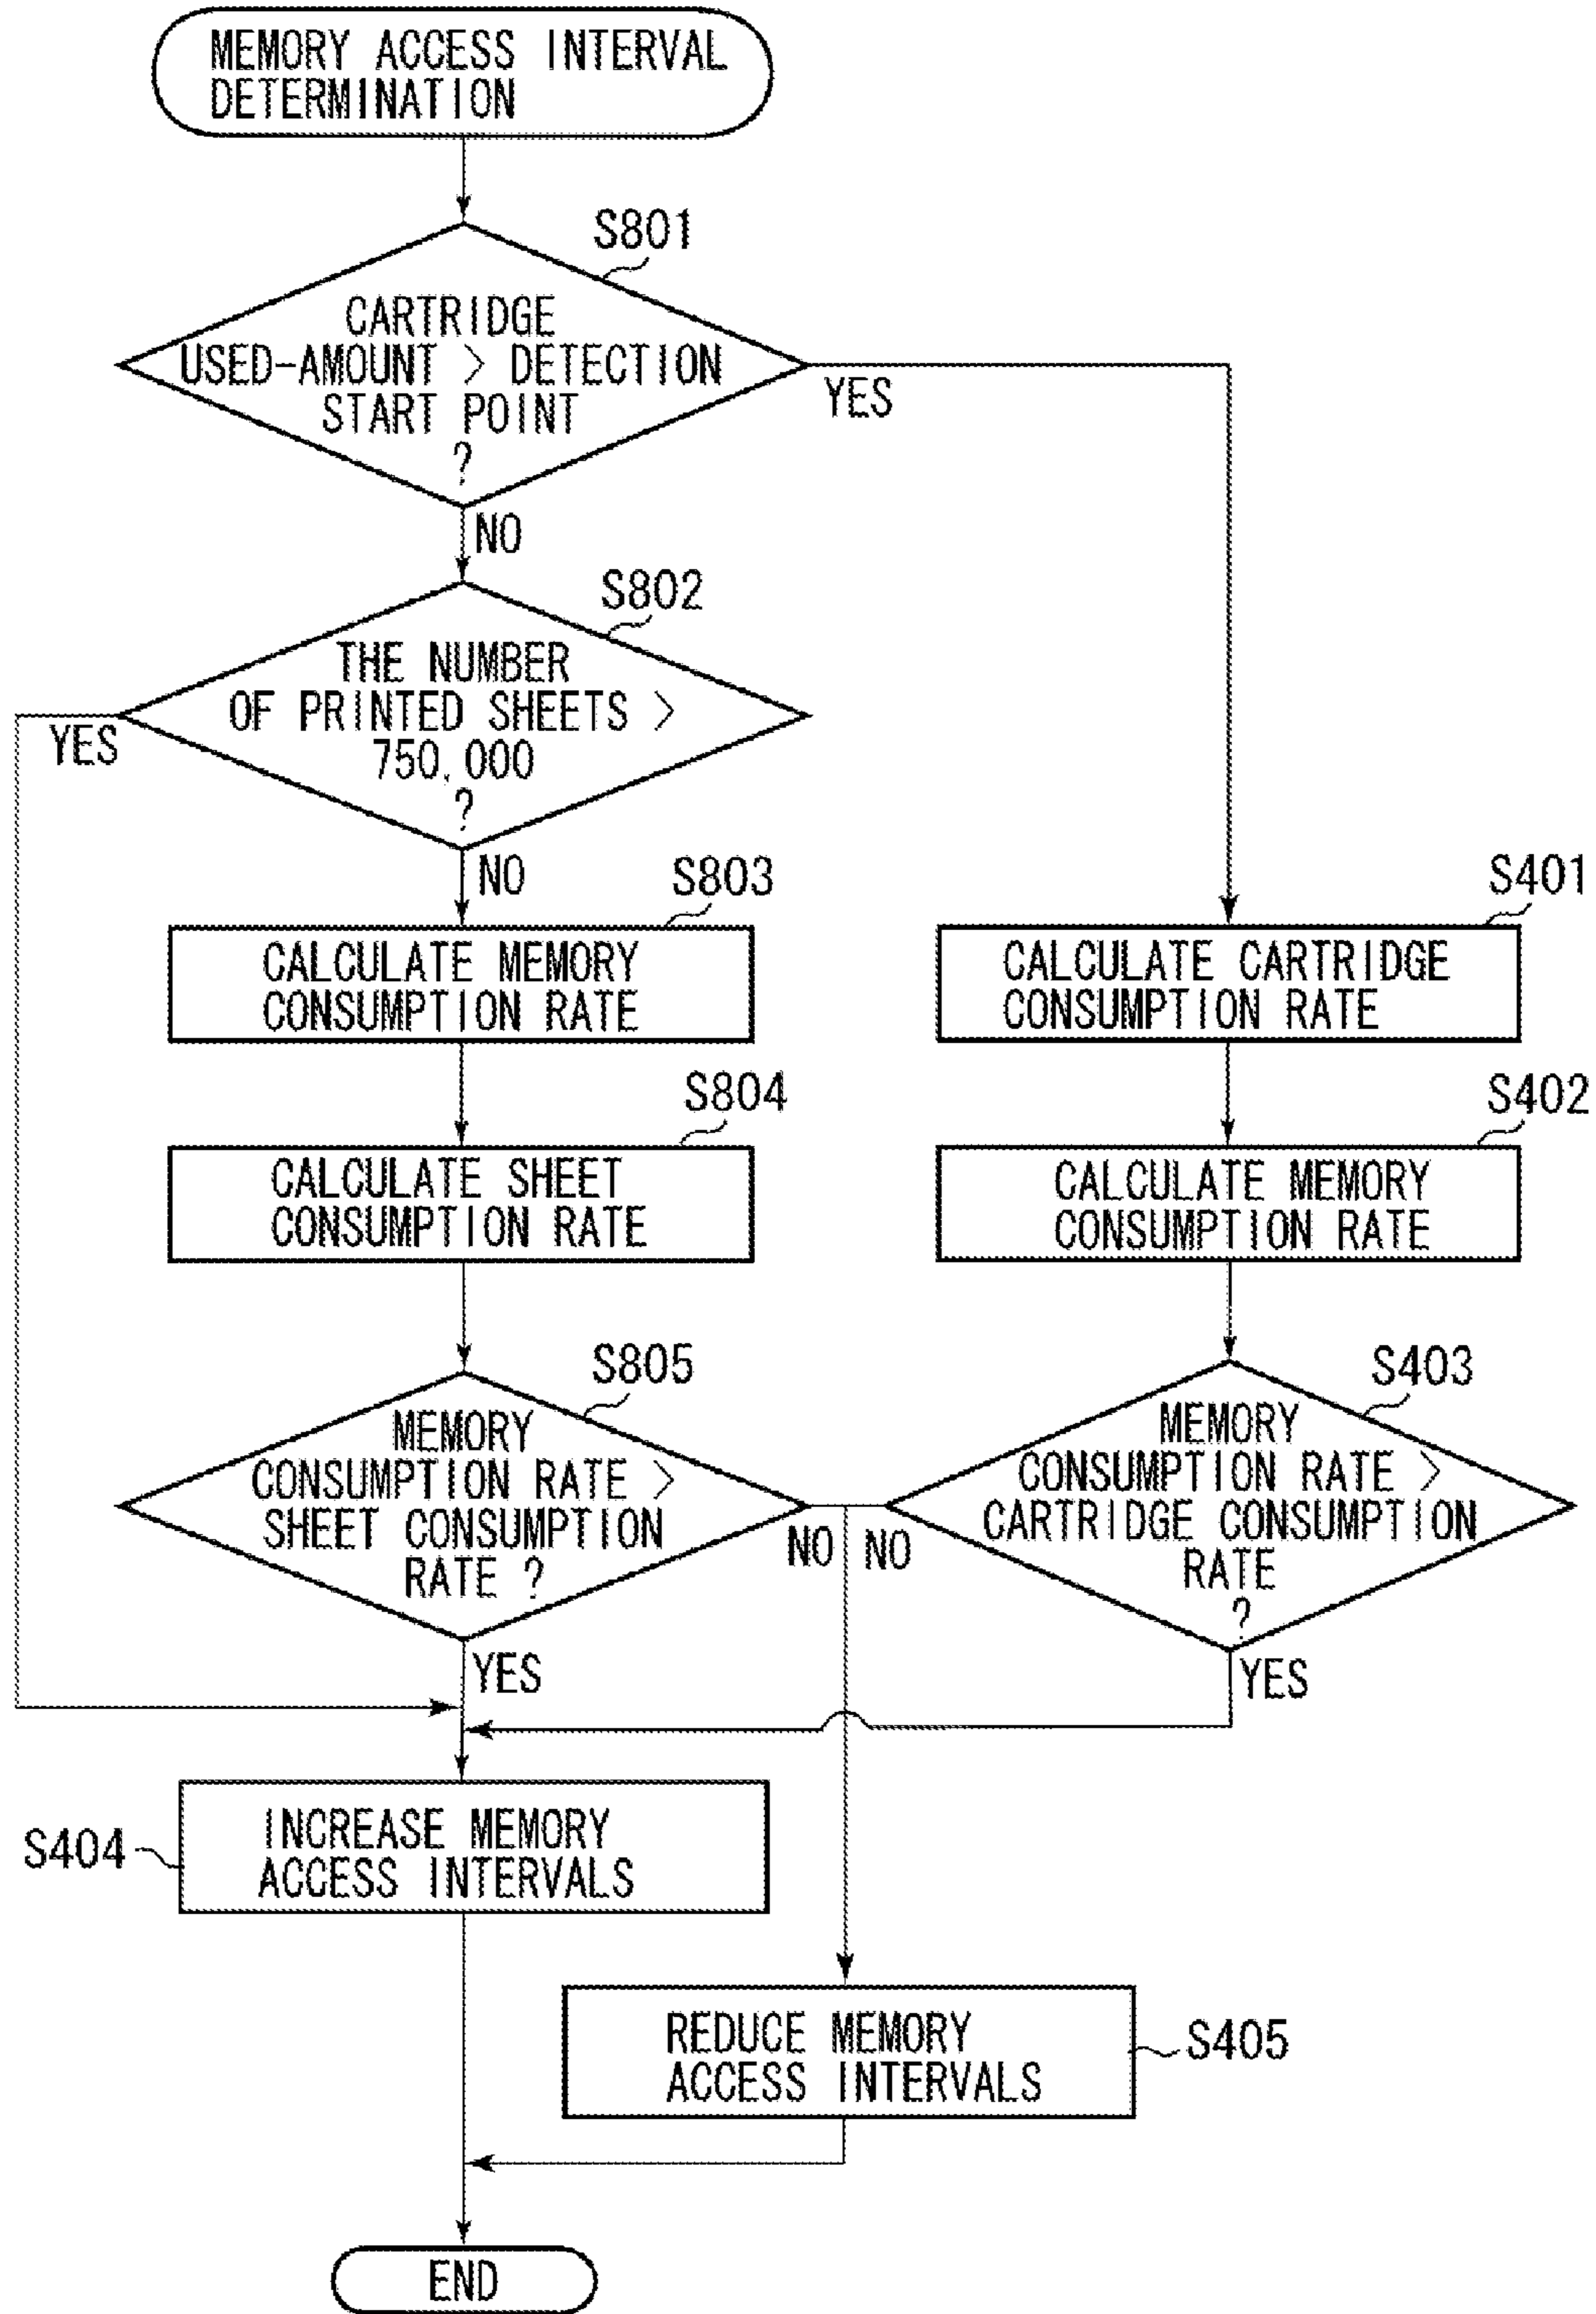 MEMORY ACCESS INTERVAL
DETERMINATION
S801
CARTRIDGE
USED-AMOUNT > DETECTION
START POINT
?
YES
NO
S802
THE NUMBER
OF PRINTED SHEETS >
750,000
?
YES
NO
S803
CALCULATE MEMORY
CONSUMPTION RATE
S401
CALCULATE CARTRIDGE
CONSUMPTION RATE
S804
CALCULATE SHEET
CONSUMPTION RATE
S402
CALCULATE MEMORY
CONSUMPTION RATE
S805
MEMORY
CONSUMPTION RATE >
SHEET CONSUMPTION
RATE ?
NO
YES
S403
MEMORY
CONSUMPTION RATE >
CARTRIDGE CONSUMPTION
RATE
?
NO
YES
S404
INCREASE MEMORY
ACCESS INTERVALS
REDUCE MEMORY
ACCESS INTERVALS
S405
END